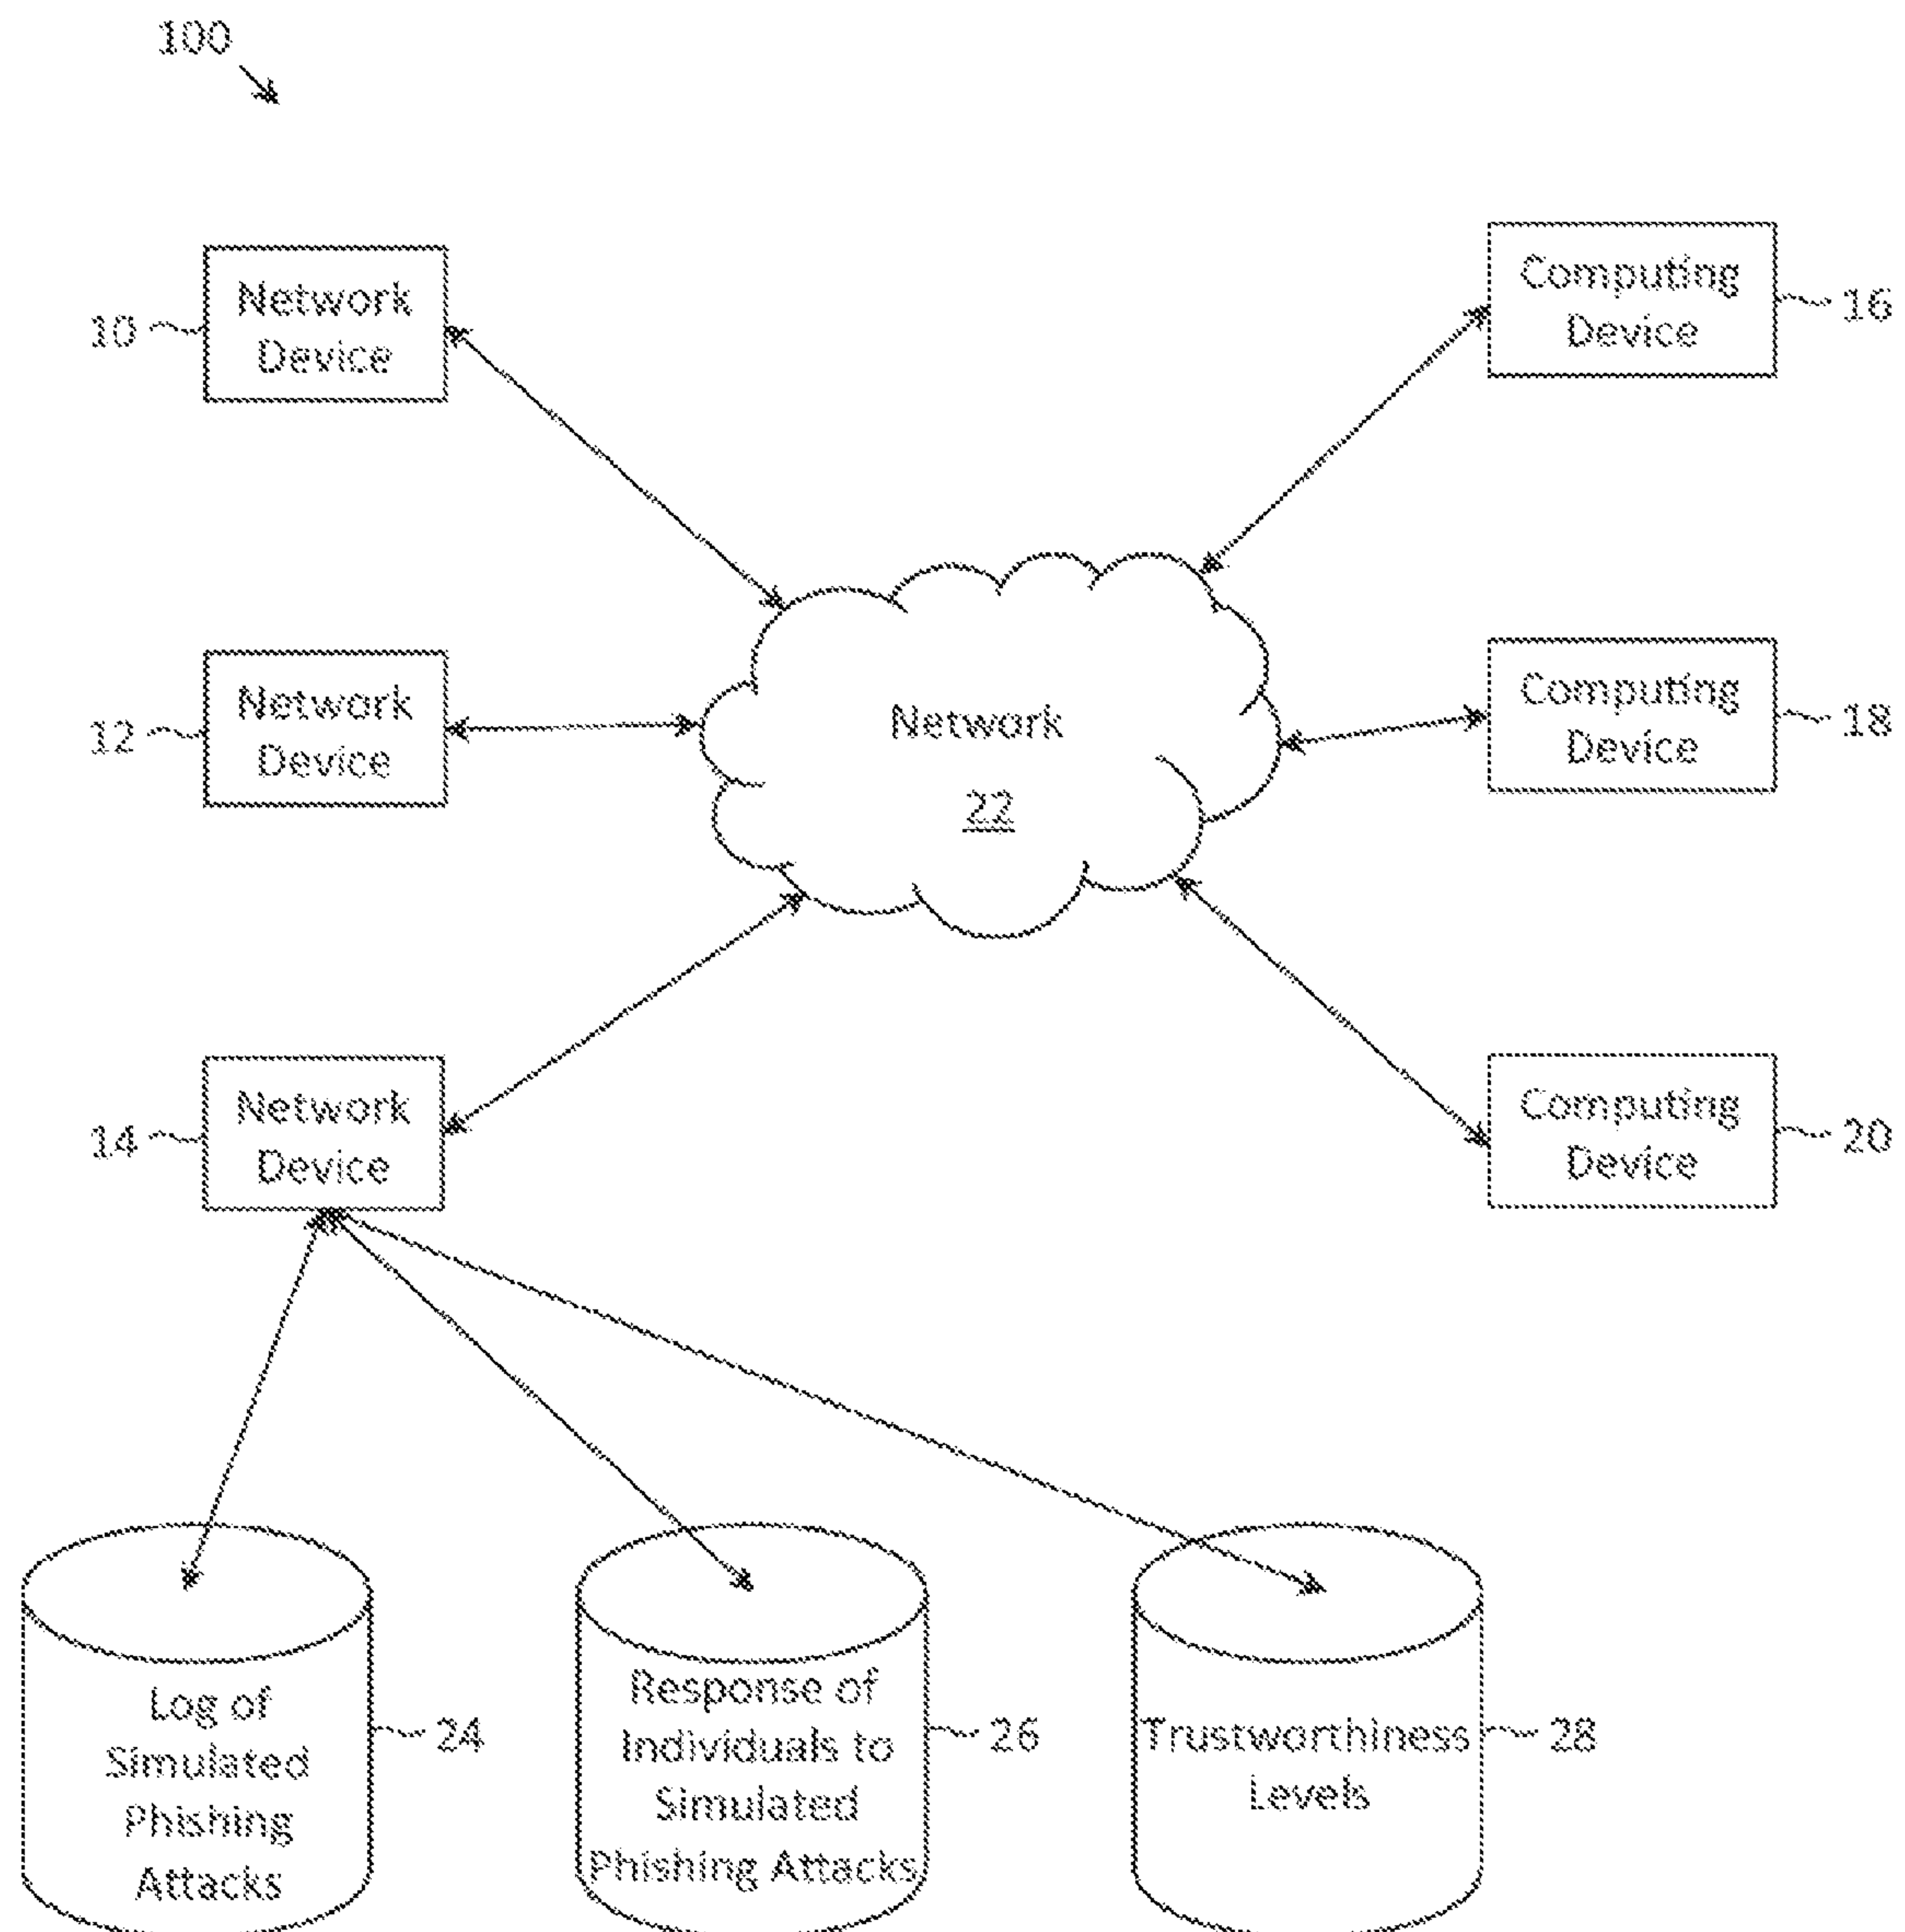 100
Network
Device
10
Computing
Device
16
Network
Device
12
Network
22
Computing
Device
18
Network
Device
14
Computing
Device
20
Log of
Simulated
Phishing
Attacks
24
Response of
Individuals to
Simulated
Phishing Attacks
26
Trustworthiness
Levels
28